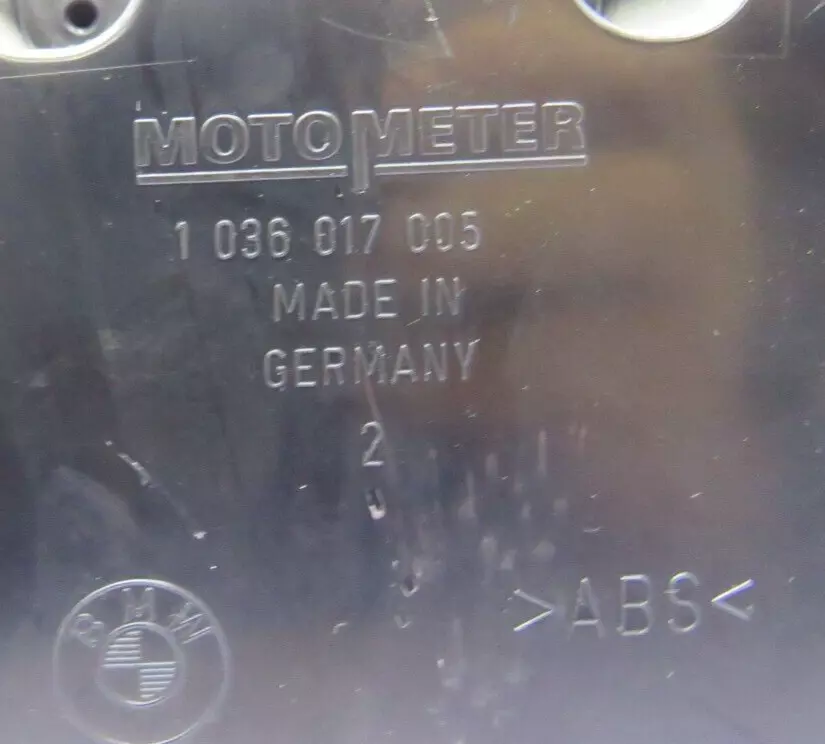 MOTOMETER
1 036 017 005
MADE IN
GERMANY
2
>ABS<
BMW